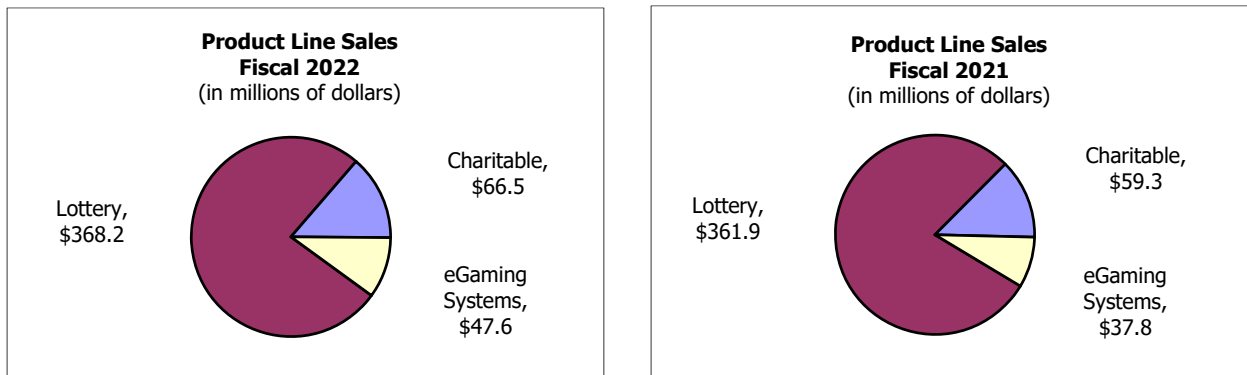 Product Line Sales
Fiscal 2022
(in millions of dollars)
Charitable,
$66.5
Lottery,
$368.2
eGaming
Systems,
$47.6
Product Line Sales
Fiscal 2021
(in millions of dollars)
Charitable,
$59.3
Lottery,
$361.9
eGaming
Systems,
$37.8